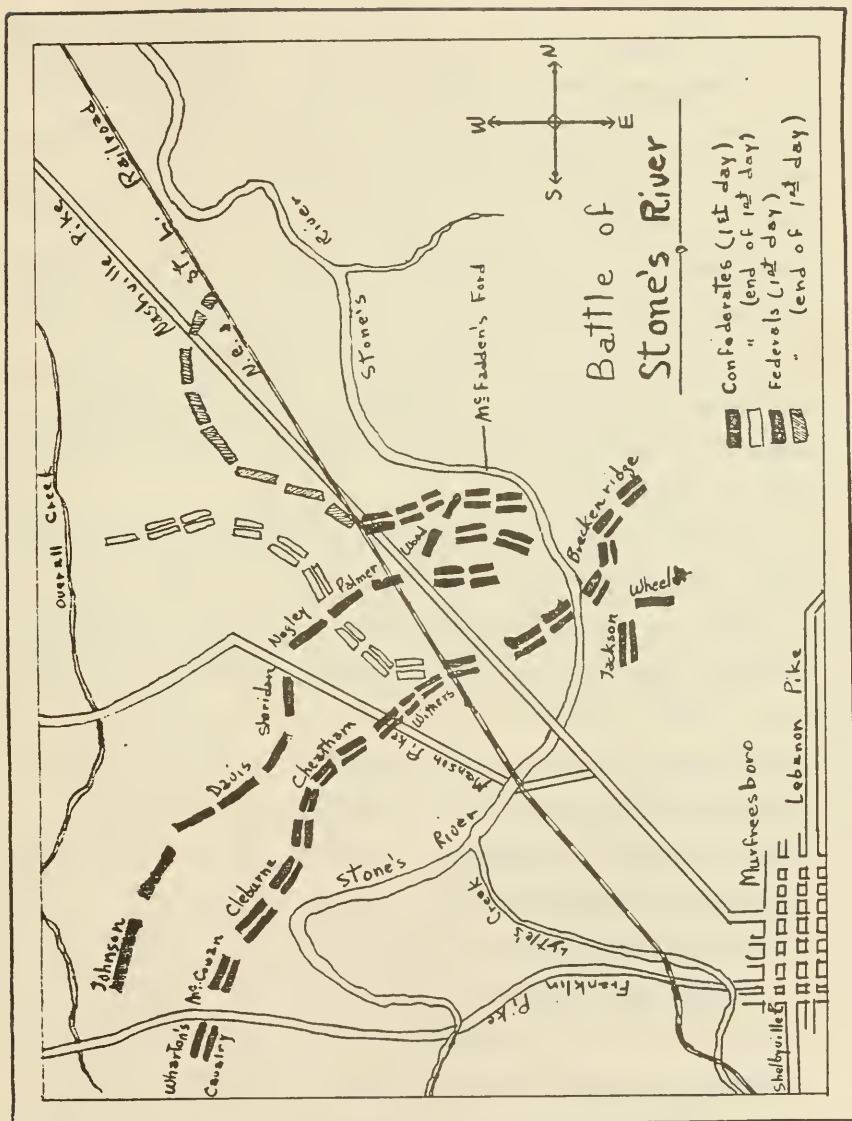 Battle of
Stone's River
Confederates (1st day)
" (end of 1st day)
Federals (1st day)
" (end of 1st day)
W
N
S
E
Overall Creek
Nashville Pike
N.C. & St. L. Railroad
Stone's River
McFadden's Ford
Johnson
Davis
Sheridan
Negley
Palmer
Wood
Wharton's
Cavalry
McCowan
Cleburne
Cheatham
Withers
Manson Pike
Breckenridge
Jackson
Wheeler
Stone's River
Lytle's Creek
Franklin Pike
Murfreesboro
Lebanon Pike
Shelbyville P.